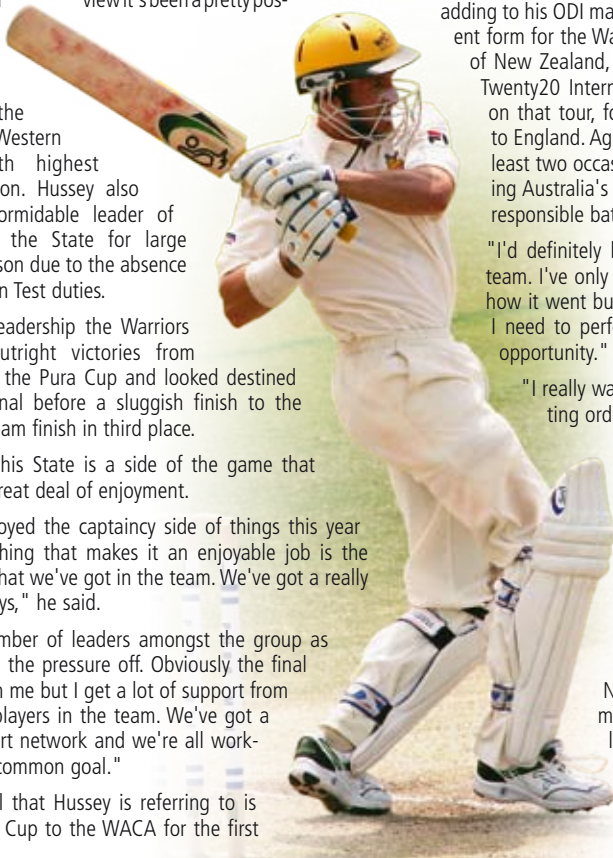 view it's been a pretty pos-
the
Western
th highest
on. Hussey also
ormidable leader of
the State for large
son due to the absence
n Test duties.
eadership the Warriors
utright victories from
the Pura Cup and looked destined
nal before a sluggish finish to the
am finish in third place.
his State is a side of the game that
reat deal of enjoyment.
oyed the captaincy side of things this year
hing that makes it an enjoyable job is the
hat we've got in the team. We've got a really
ys," he said.
mber of leaders amongst the group as
the pressure off. Obviously the final
n me but I get a lot of support from
players in the team. We've got a
rt network and we're all work-
common goal."
l that Hussey is referring to is
Cup to the WACA for the first
adding to his ODI ma
ent form for the Wa
of New Zealand,
Twenty20 Intern
on that tour, fo
to England. Ag
least two occas
ing Australia's
responsible bat
"I'd definitely l
team. I've only
how it went bu
I need to perf
opportunity."
"I really wa
ting ord
N
m
l